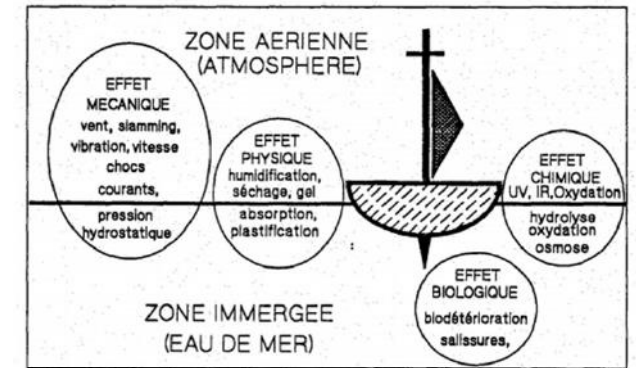 ZONE AERIENNE
(ATMOSPHERE)
EFFET
MECANIQUE
vent, slamming,
vibration, vitesse
chocs
courants,
pression
hydrostatique
EFFET
PHYSIQUE
humidification,
séchage, gel
absorption,
plastification
EFFET
CHIMIQUE
UV, IR,Oxydation
hydrolyse
oxydation
osmose
EFFET
BIOLOGIQUE
biodétérioration
salissures,
ZONE IMMERGEE
(EAU DE MER)